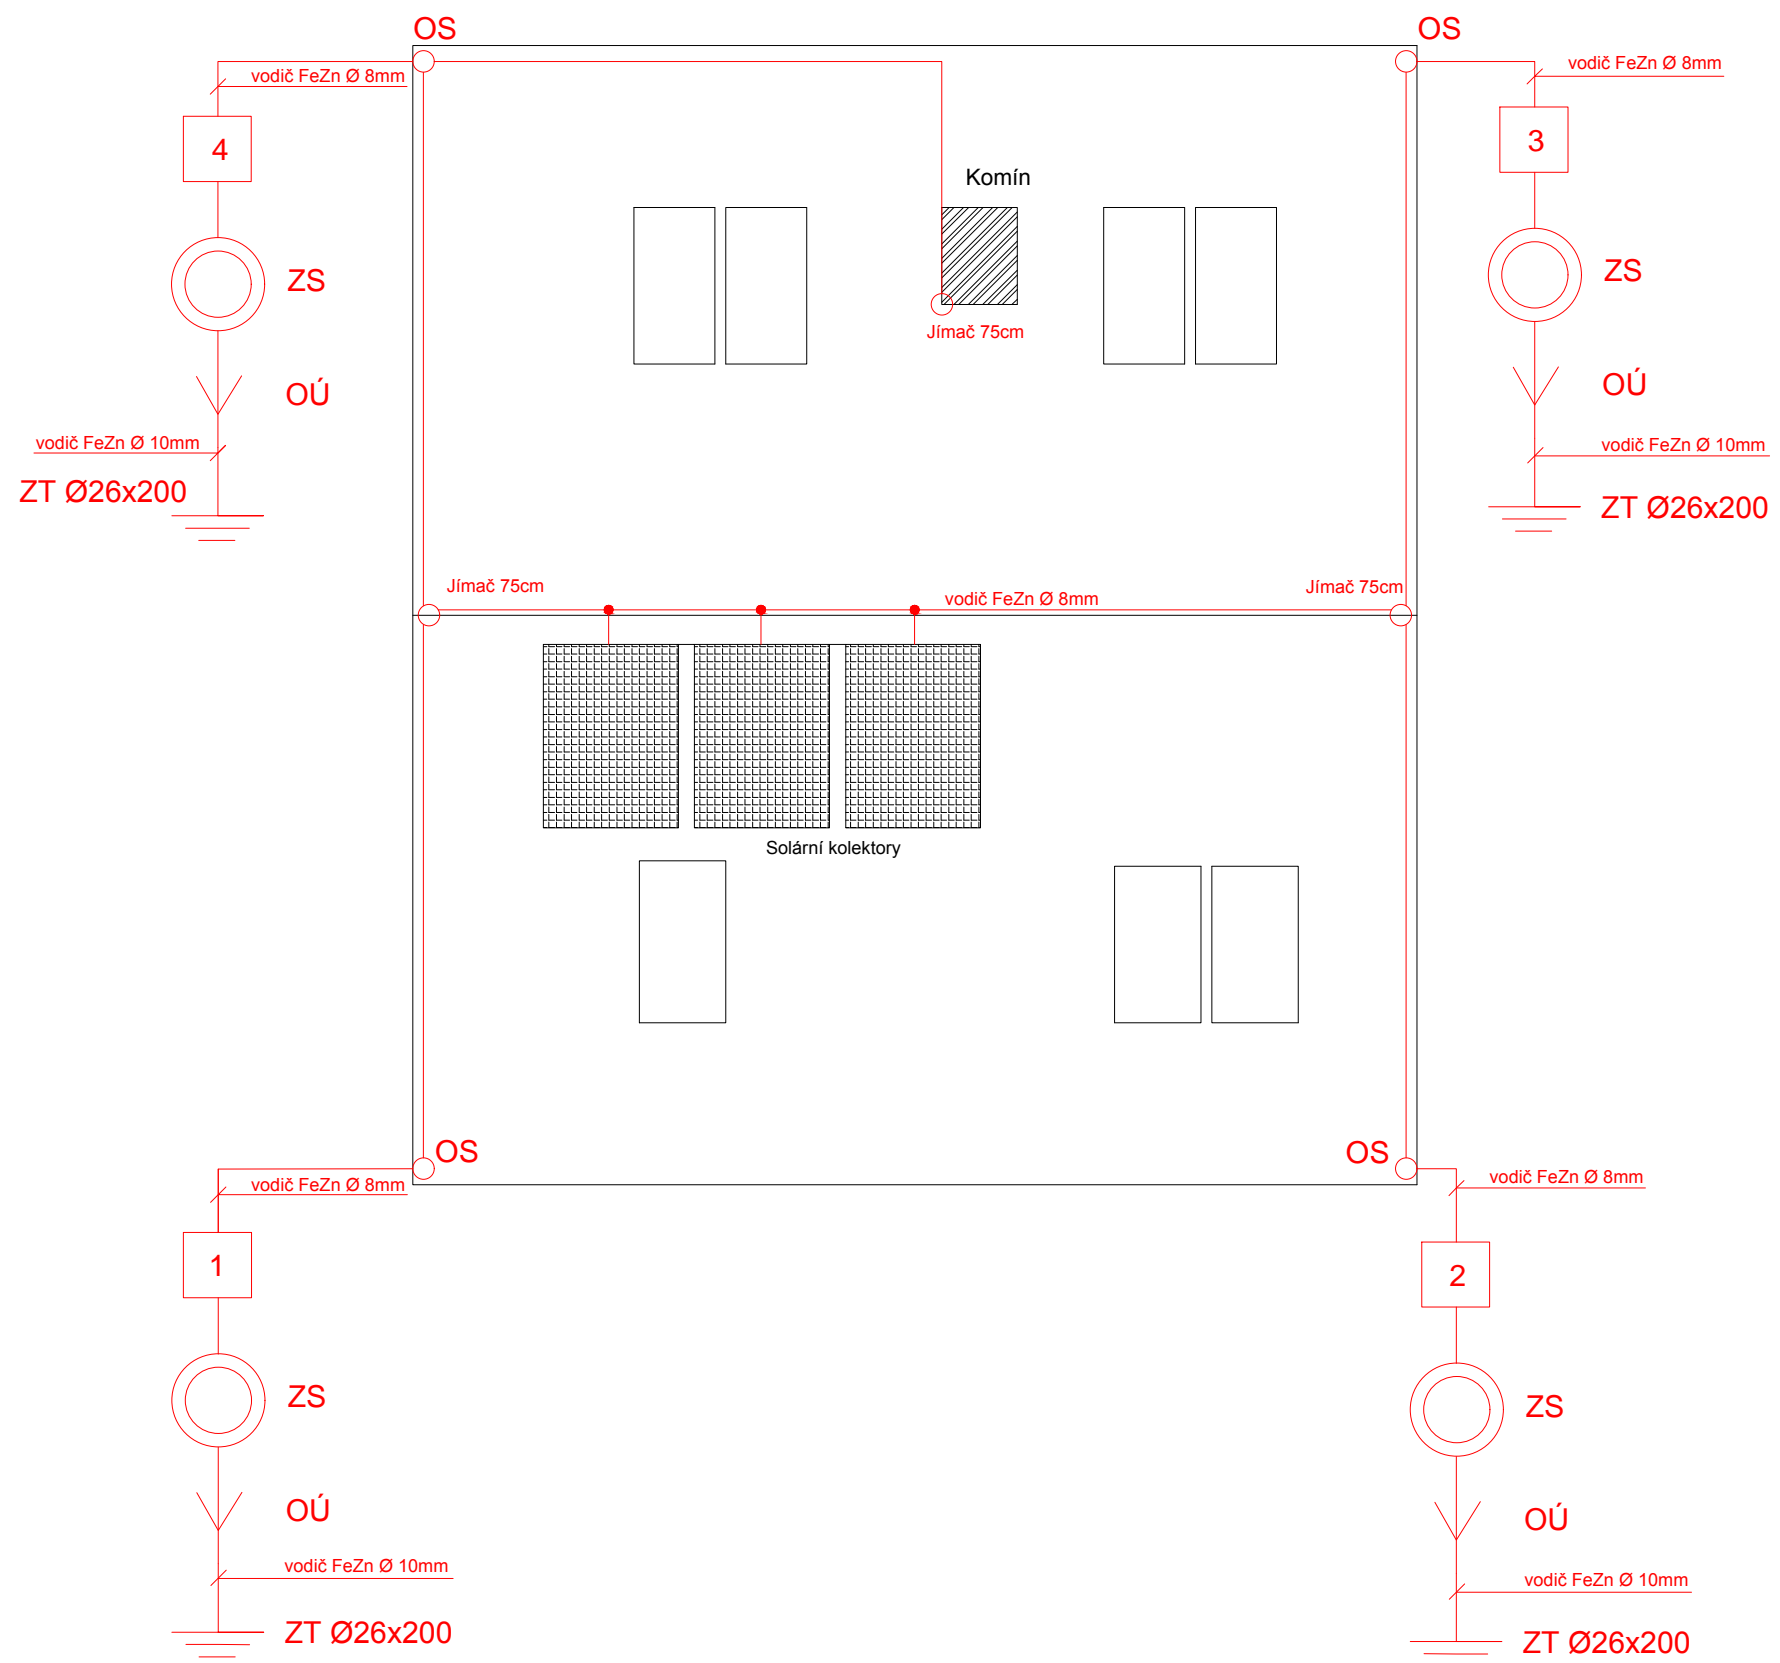 OS
OS
vodič FeZn Ø 8mm
vodič FeZn Ø 8mm
4
3
Komín
ZS
ZS
Jímač 75cm
OÚ
OÚ
vodič FeZn Ø 10mm
vodič FeZn Ø 10mm
ZT Ø26x200
ZT Ø26x200
Jímač 75cm
vodič FeZn Ø 8mm
Jímač 75cm
Solární kolektory
OS
OS
vodič FeZn Ø 8mm
vodič FeZn Ø 8mm
1
2
ZS
ZS
OÚ
OÚ
vodič FeZn Ø 10mm
vodič FeZn Ø 10mm
ZT Ø26x200
ZT Ø26x200